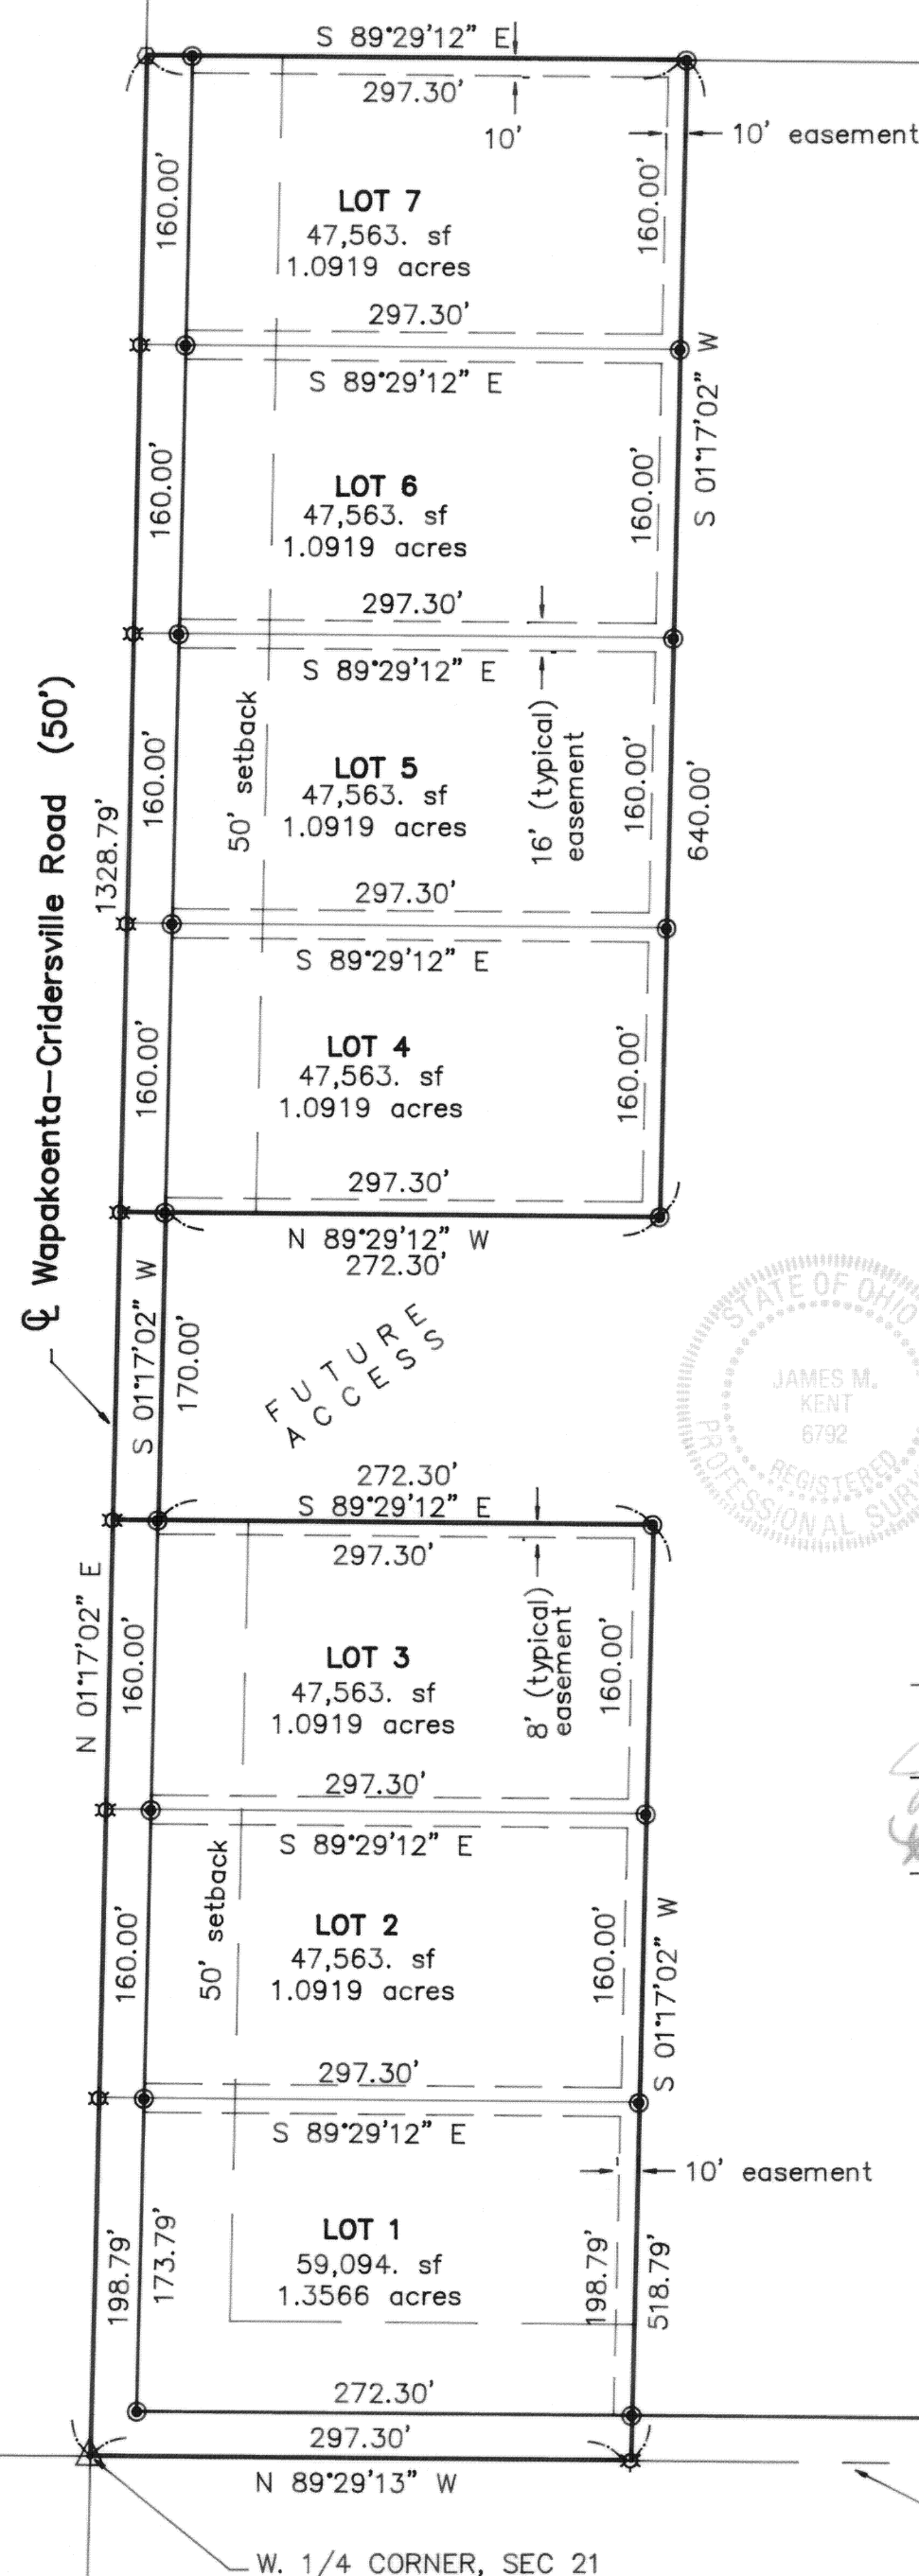 S 89°29'12" E
297.30'
10'
10' easement
160.00'
160.00'
LOT 7
47,563. sf
1.0919 acres
297.30'
S 89°29'12" E
S 01°17'02" W
160.00'
160.00'
LOT 6
47,563. sf
1.0919 acres
297.30'
S 89°29'12" E
50' setback
16' (typical)
easement
160.00'
160.00'
640.00'
LOT 5
47,563. sf
1.0919 acres
1328.79'
℄ Wapakoenta-Cridersville Road (50')
297.30'
S 89°29'12" E
160.00'
160.00'
LOT 4
47,563. sf
1.0919 acres
297.30'
N 89°29'12" W
272.30'
S 01°17'02" W
170.00'
FUTURE
ACCESS
STATE OF OHIO
JAMES M.
KENT
6792
REGISTERED
PROFESSIONAL
272.30'
S 89°29'12" E
297.30'
N 01°17'02" E
160.00'
8' (typical)
easement
160.00'
LOT 3
47,563. sf
1.0919 acres
297.30'
S 89°29'12" E
50' setback
160.00'
160.00'
S 01°17'02" W
LOT 2
47,563. sf
1.0919 acres
297.30'
S 89°29'12" E
10' easement
198.79'
173.79'
LOT 1
59,094. sf
1.3566 acres
198.79'
518.79'
272.30'
297.30'
N 89°29'13" W
W. 1/4 CORNER, SEC 21